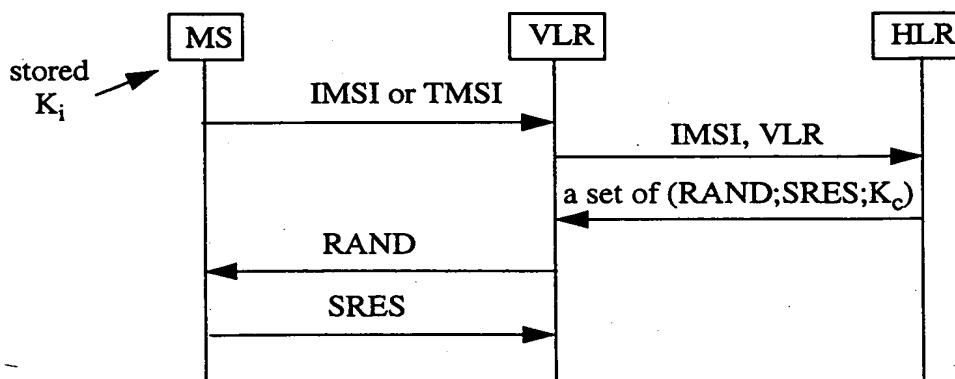 MS
VLR
HLR
stored
K_i
IMSI or TMSI
IMSI, VLR
a set of (RAND;SRES;K_c)
RAND
SRES